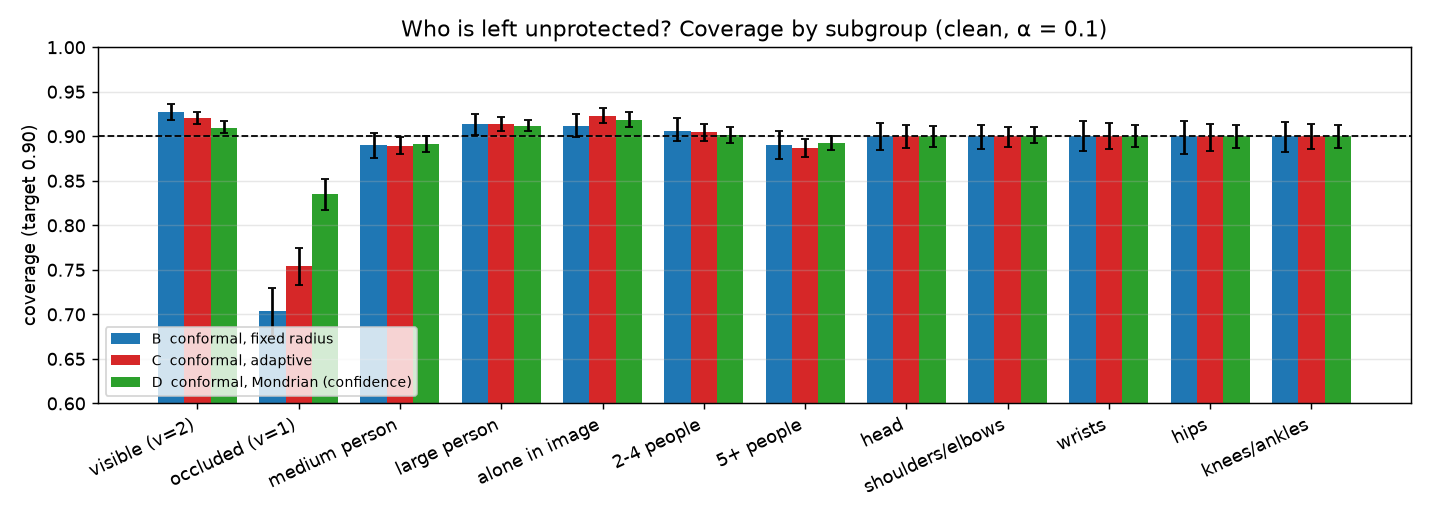 Who is left unprotected? Coverage by subgroup (clean, α = 0.1)
coverage (target 0.90)
1.00
0.95
0.90
0.85
0.80
0.75
0.70
0.65
0.60
B conformal, fixed radius
C conformal, adaptive
D conformal, Mondrian (confidence)
visible (v=2)
occluded (v=1)
medium person
large person
alone in image
2-4 people
5+ people
head
shoulders/elbows
wrists
hips
knees/ankles